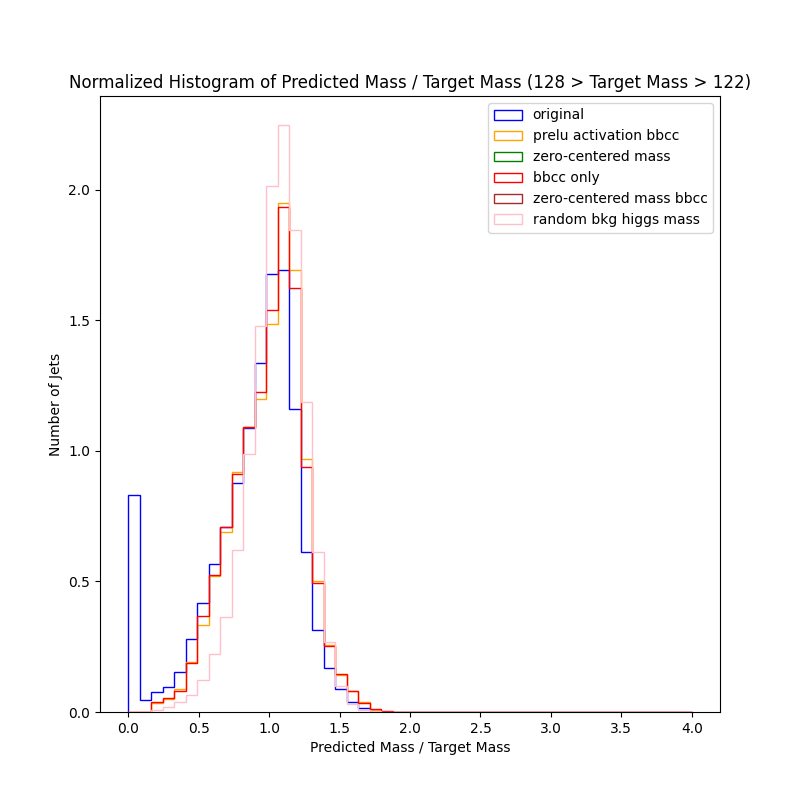 Normalized Histogram of Predicted Mass / Target Mass (128 > Target Mass > 122)
original
prelu activation bbcc
zero-centered mass
bbcc only
zero-centered mass bbcc
random bkg higgs mass
Number of Jets
2.0
1.5
1.0
0.5
0.0
0.0 0.5 1.0 1.5 2.0 2.5 3.0 3.5 4.0
Predicted Mass / Target Mass